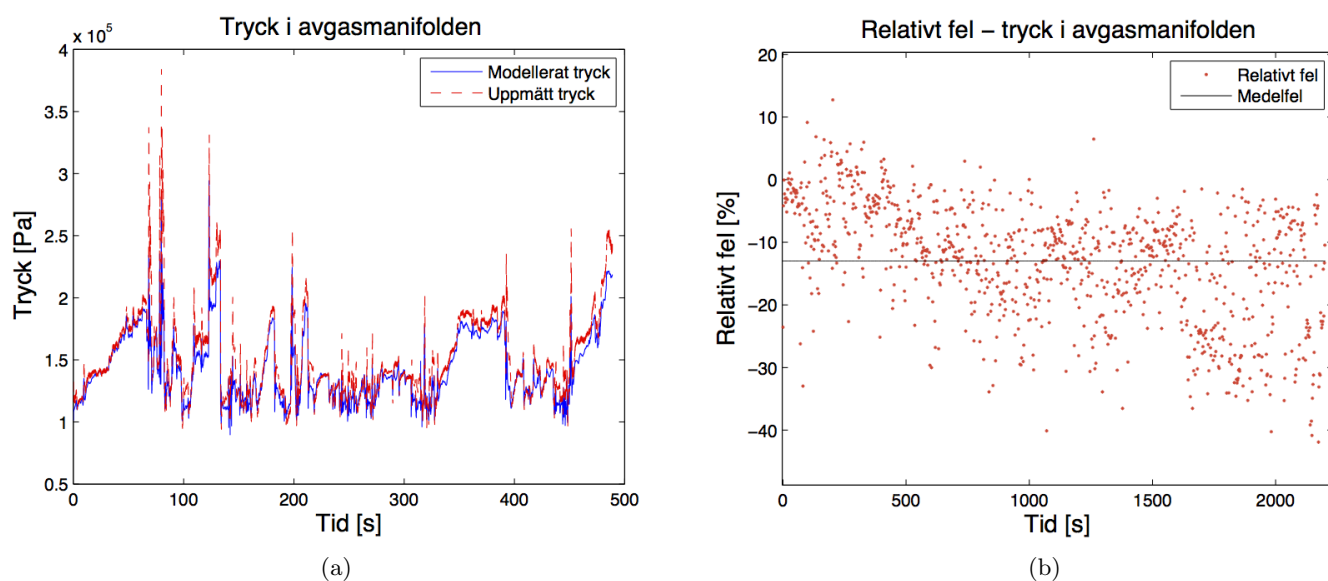 Tryck i avgasmanifolden
x 10^5
4
3.5
3
2.5
2
1.5
1
0.5
Tryck [Pa]
Modellerat tryck
Uppmätt tryck
0 100 200 300 400 500
Tid [s]
(a)
Relativt fel – tryck i avgasmanifolden
20
10
0
−10
−20
−30
−40
Relativt fel [%]
Relativt fel
Medelfel
0 500 1000 1500 2000
Tid [s]
(b)